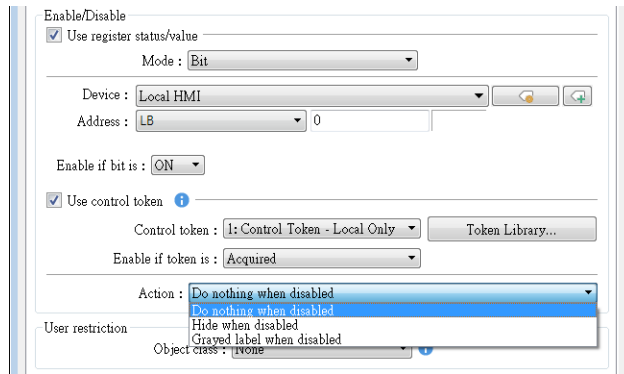 Enable/Disable
Use register status/value
Mode : Bit
Device : Local HMI
Address : LB 0
Enable if bit is : ON
Use control token
Control token : 1: Control Token - Local Only Token Library...
Enable if token is : Acquired
Action : Do nothing when disabled
Do nothing when disabled
Hide when disabled
Grayed label when disabled
User restriction
Object class : None